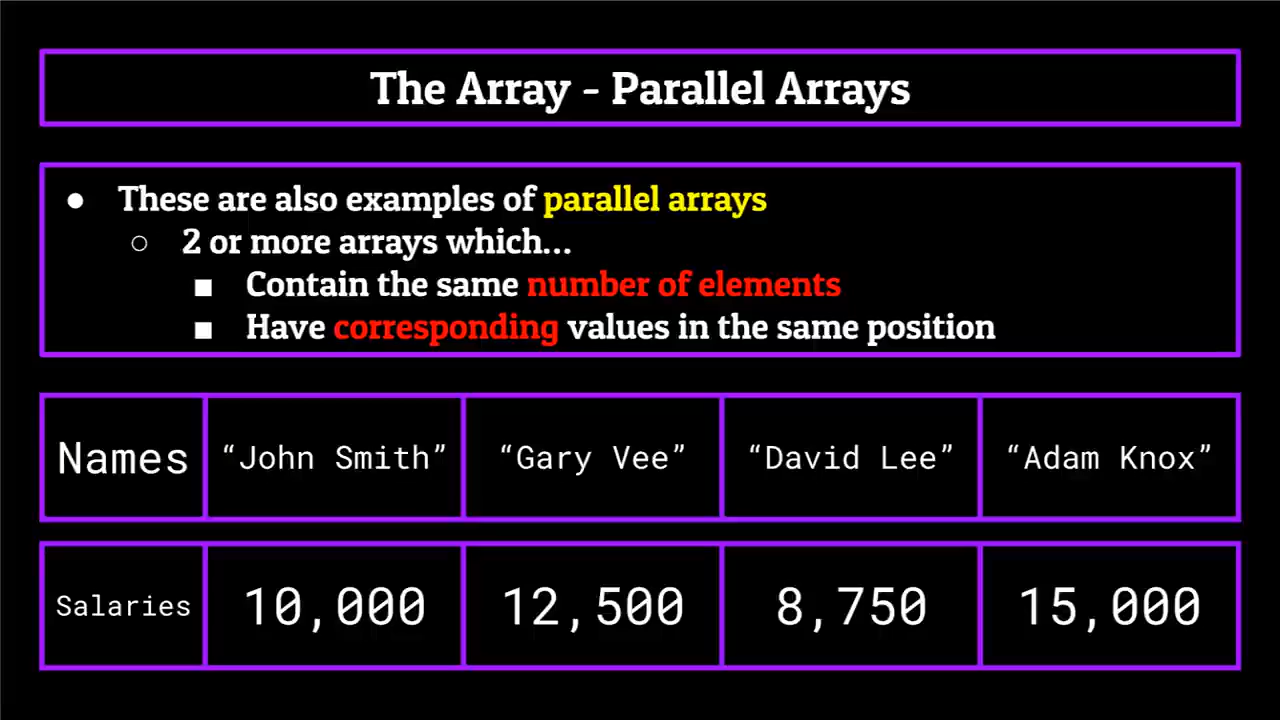 The Array - Parallel Arrays
● These are also examples of parallel arrays
○ 2 or more arrays which...
■ Contain the same number of elements
■ Have corresponding values in the same position
Names “John Smith” “Gary Vee” “David Lee” “Adam Knox”
Salaries 10,000 12,500 8,750 15,000